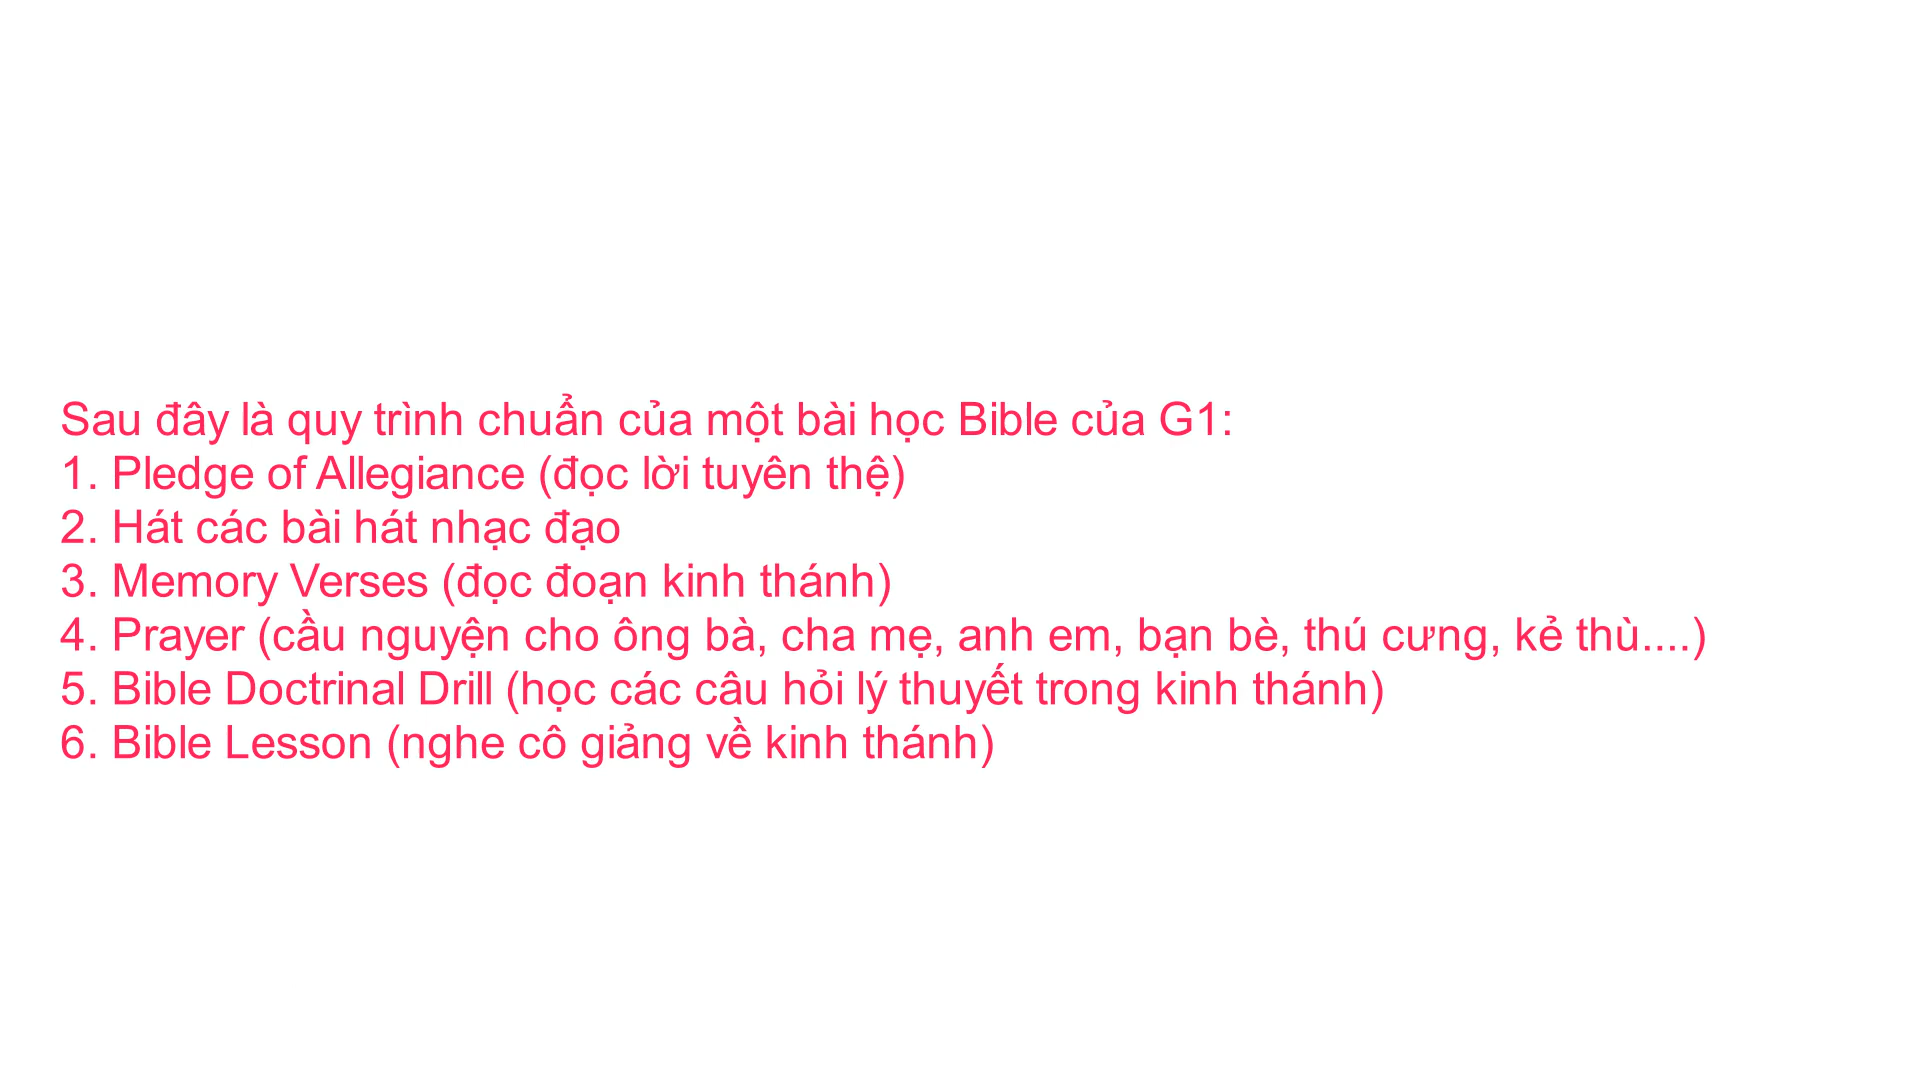 Sau đây là quy trình chuẩn của một bài học Bible của G1:
1. Pledge of Allegiance (đọc lời tuyên thệ)
2. Hát các bài hát nhạc đạo
3. Memory Verses (đọc đoạn kinh thánh)
4. Prayer (cầu nguyện cho ông bà, cha mẹ, anh em, bạn bè, thú cưng, kẻ thù....)
5. Bible Doctrinal Drill (học các câu hỏi lý thuyết trong kinh thánh)
6. Bible Lesson (nghe cô giảng về kinh thánh)